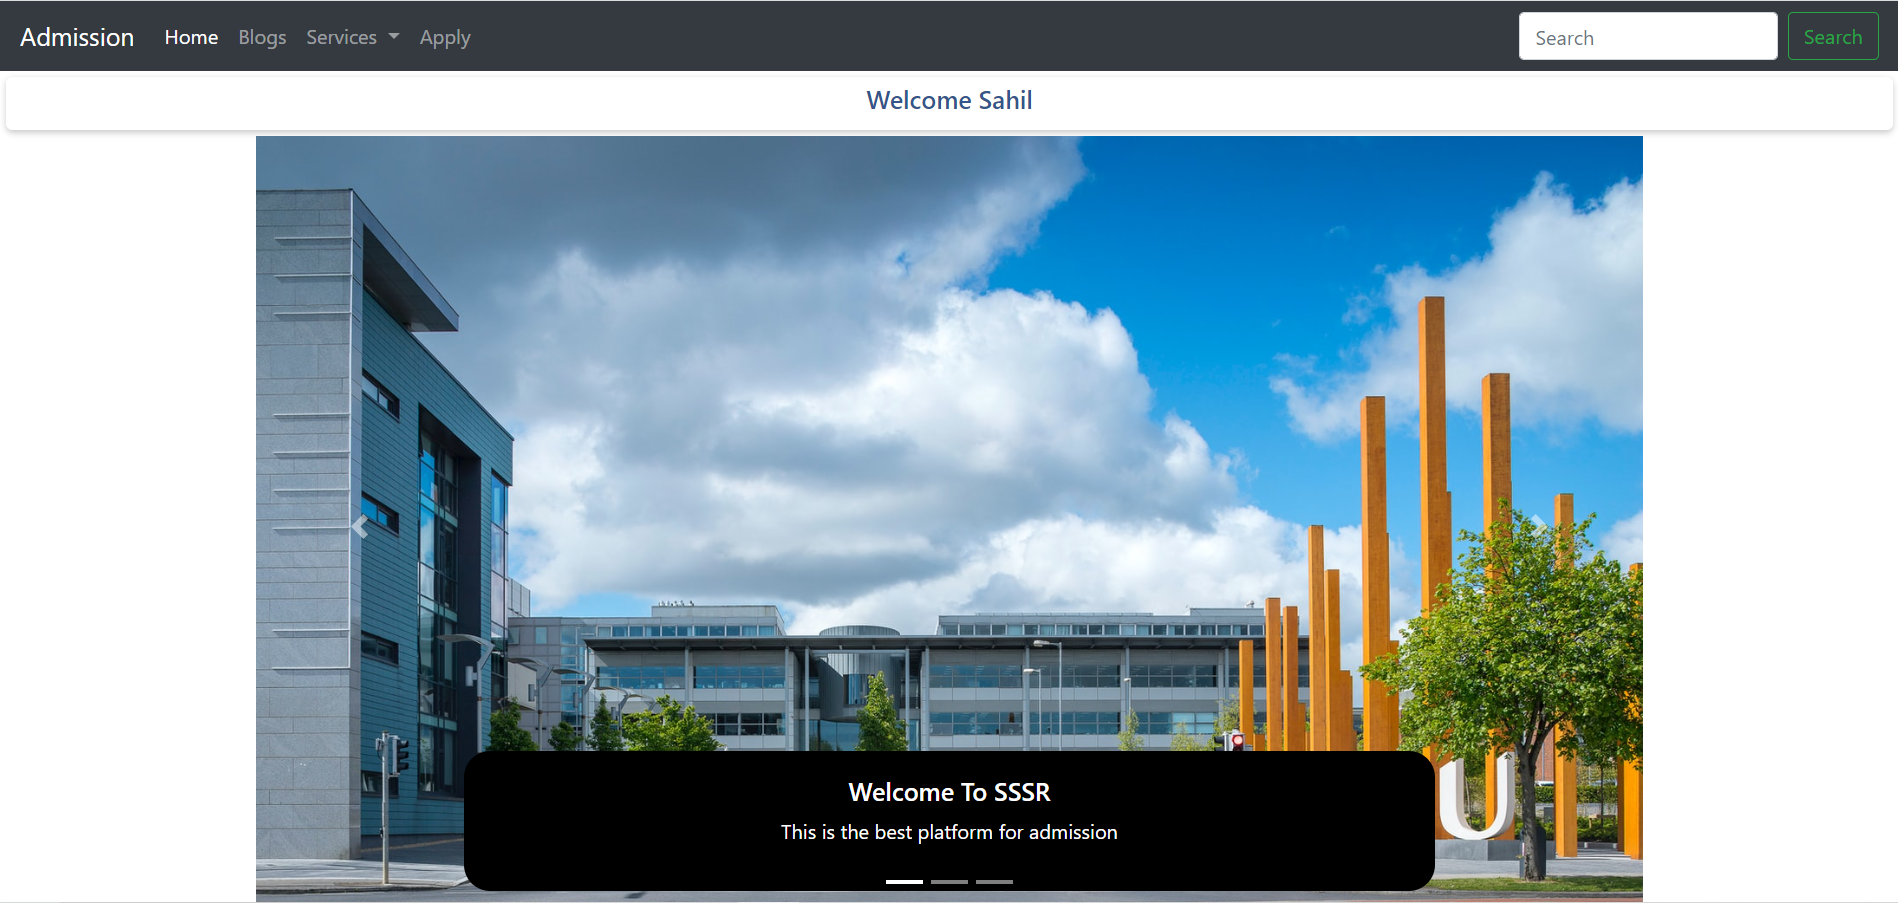 Admission Home Blogs Services Apply Search Search
Welcome Sahil
U
Welcome To SSSR
This is the best platform for admission